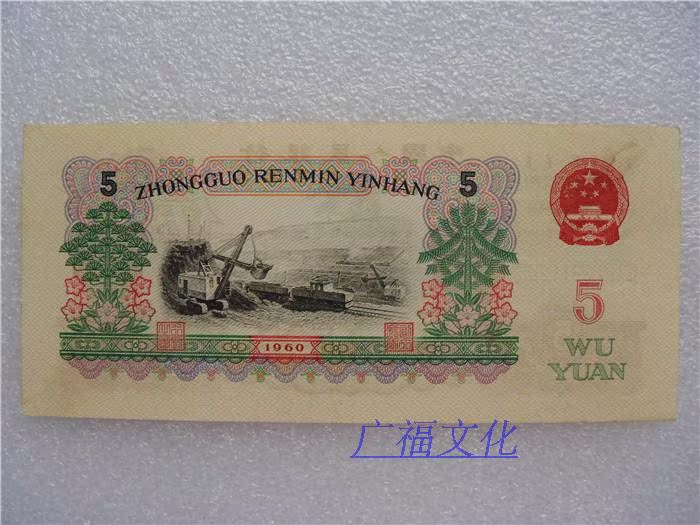 5 ZHONGGUO RENMIN YINHANG 5
5
1960
WU
YUAN
广福文化